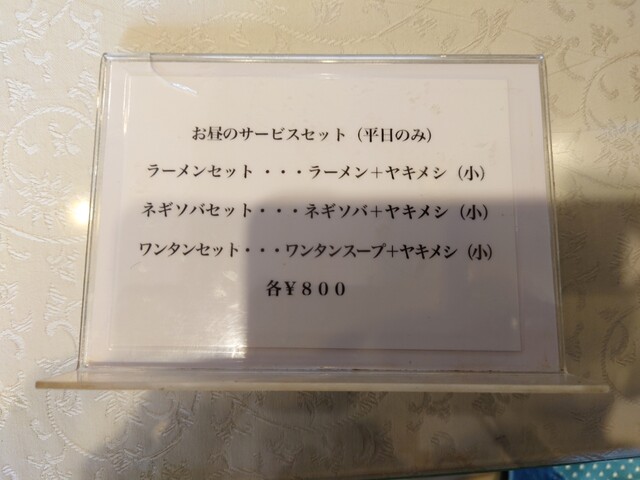 お昼のサービスセット（平日のみ）
ラーメンセット・・・ラーメン＋ヤキメシ（小）
ネギソバセット・・・ネギソバ＋ヤキメシ（小）
ワンタンセット・・・ワンタンスープ＋ヤキメシ（小）
各￥８００